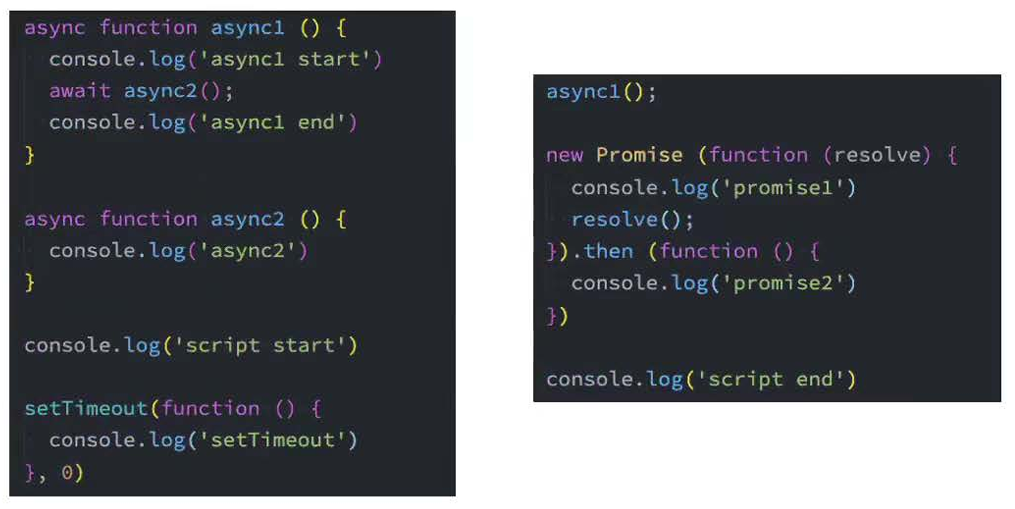 async function async1 () {
  console.log('async1 start')
  await async2();
  console.log('async1 end')
}
async function async2 () {
  console.log('async2')
}
console.log('script start')
setTimeout(function () {
  console.log('setTimeout')
}, 0)
async1();
new Promise (function (resolve) {
  console.log('promise1')
  resolve();
}).then (function () {
  console.log('promise2')
})
console.log('script end')